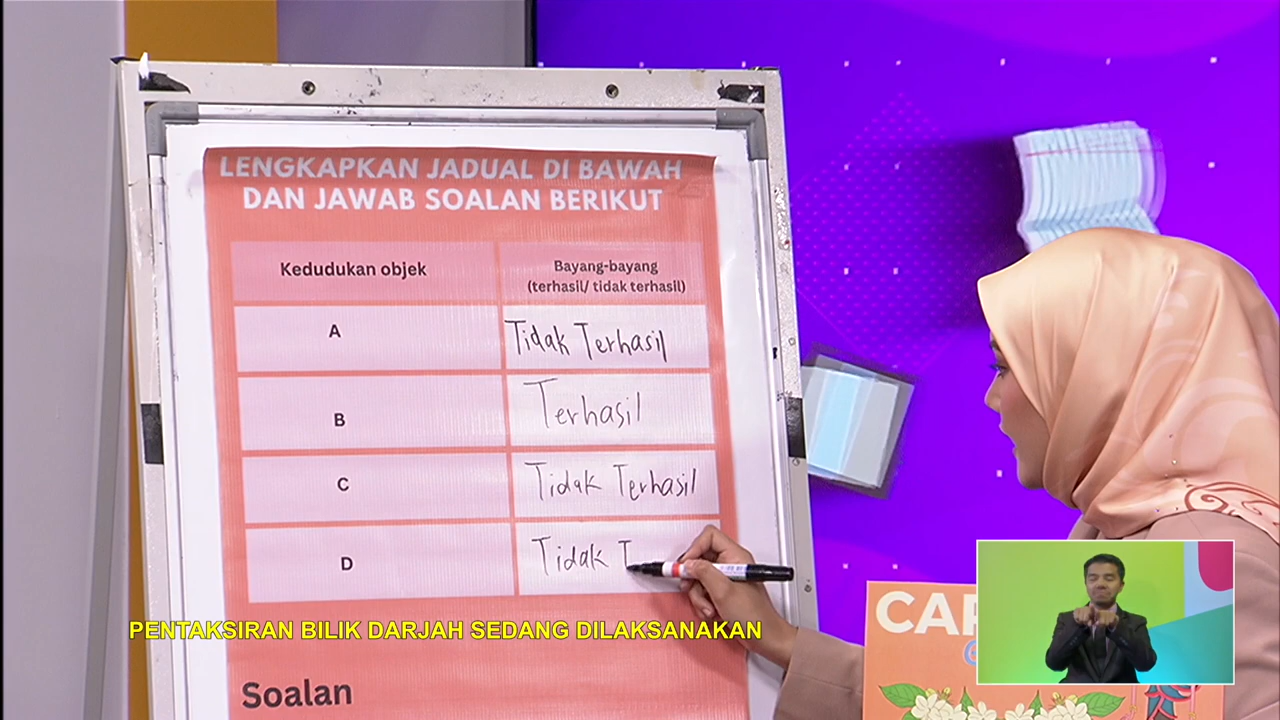 LENGKAPKAN JADUAL DI BAWAH
DAN JAWAB SOALAN BERIKUT
Kedudukan objek
Bayang-bayang
(terhasil/ tidak terhasil)
A
Tidak Terhasil
B
Terhasil
C
Tidak Terhasil
D
Tidak T
PENTAKSIRAN BILIK DARJAH SEDANG DILAKSANAKAN
Soalan